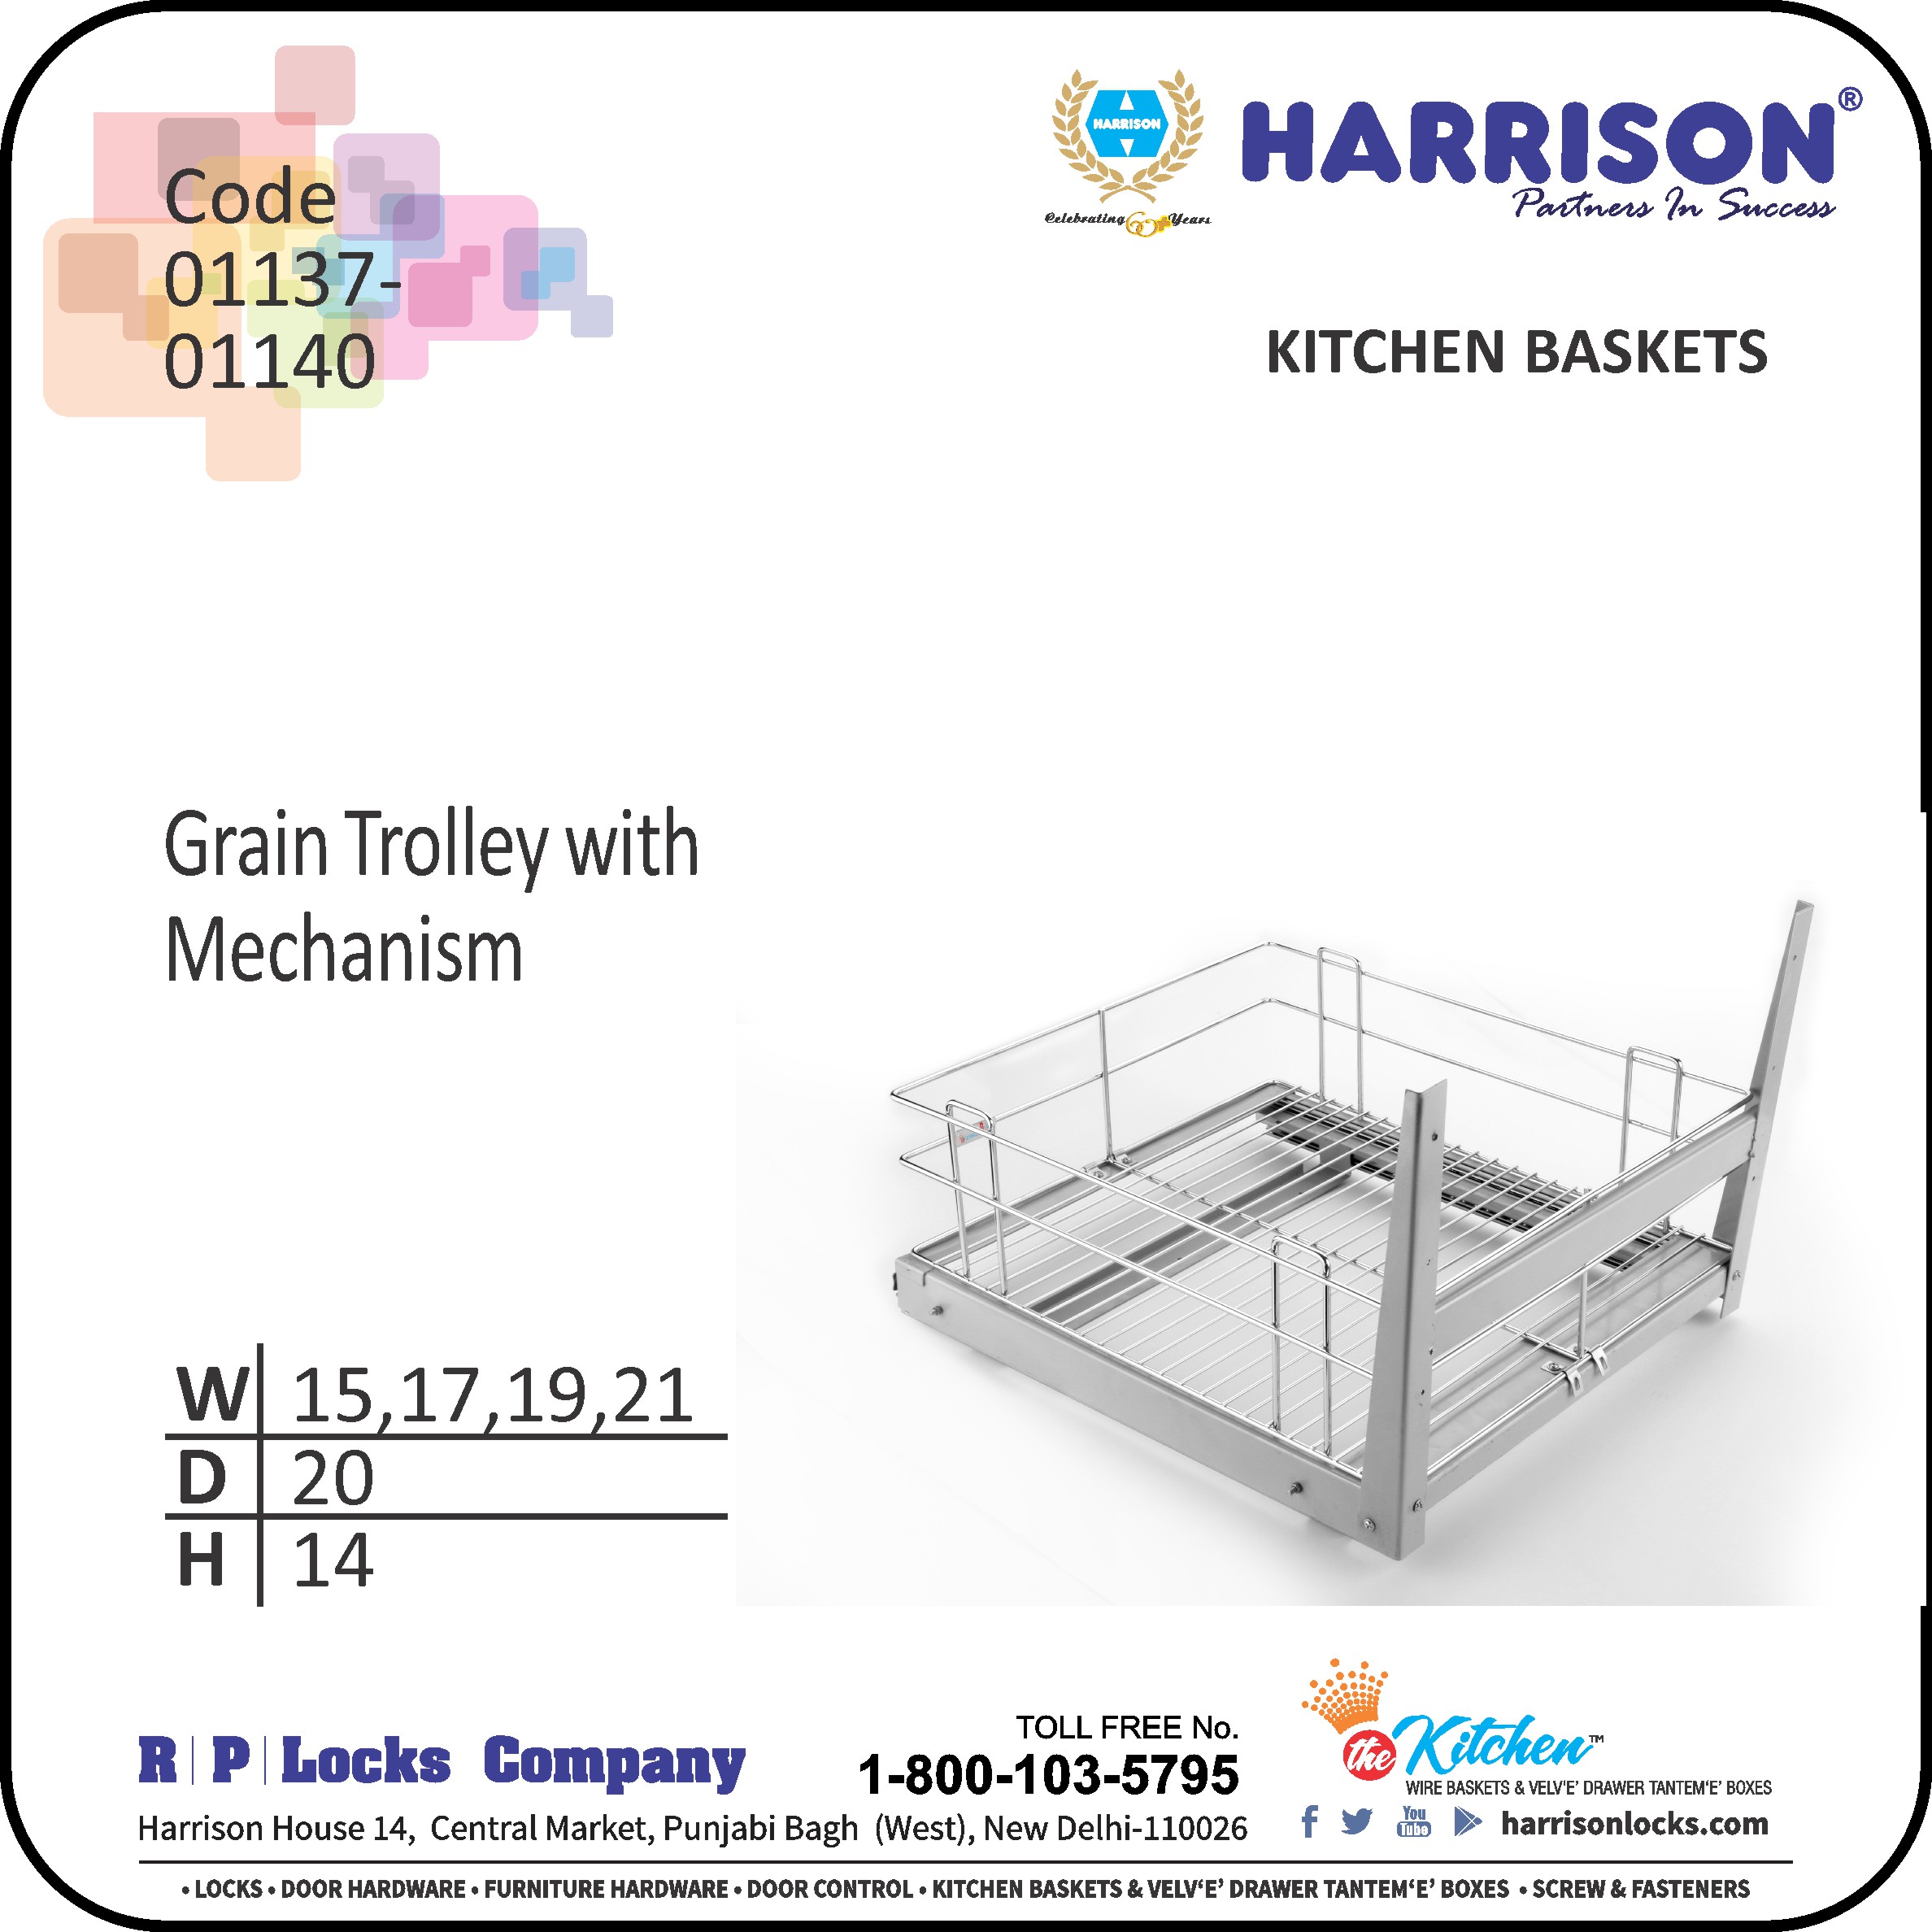 Code
01137-
01140
HARRISON
Celebrating 60+ Years
HARRISON®
Partners In Success
KITCHEN BASKETS
Grain Trolley with
Mechanism
W 15,17,19,21
D 20
H 14
R P Locks Company
TOLL FREE No.
1-800-103-5795
Harrison House 14, Central Market, Punjabi Bagh (West), New Delhi-110026
the Kitchen™
WIRE BASKETS & VELV'E' DRAWER TANTEM'E' BOXES
f You Tube harrisonlocks.com
• LOCKS • DOOR HARDWARE • FURNITURE HARDWARE • DOOR CONTROL • KITCHEN BASKETS & VELV‘E’ DRAWER TANTEM‘E’ BOXES • SCREW & FASTENERS